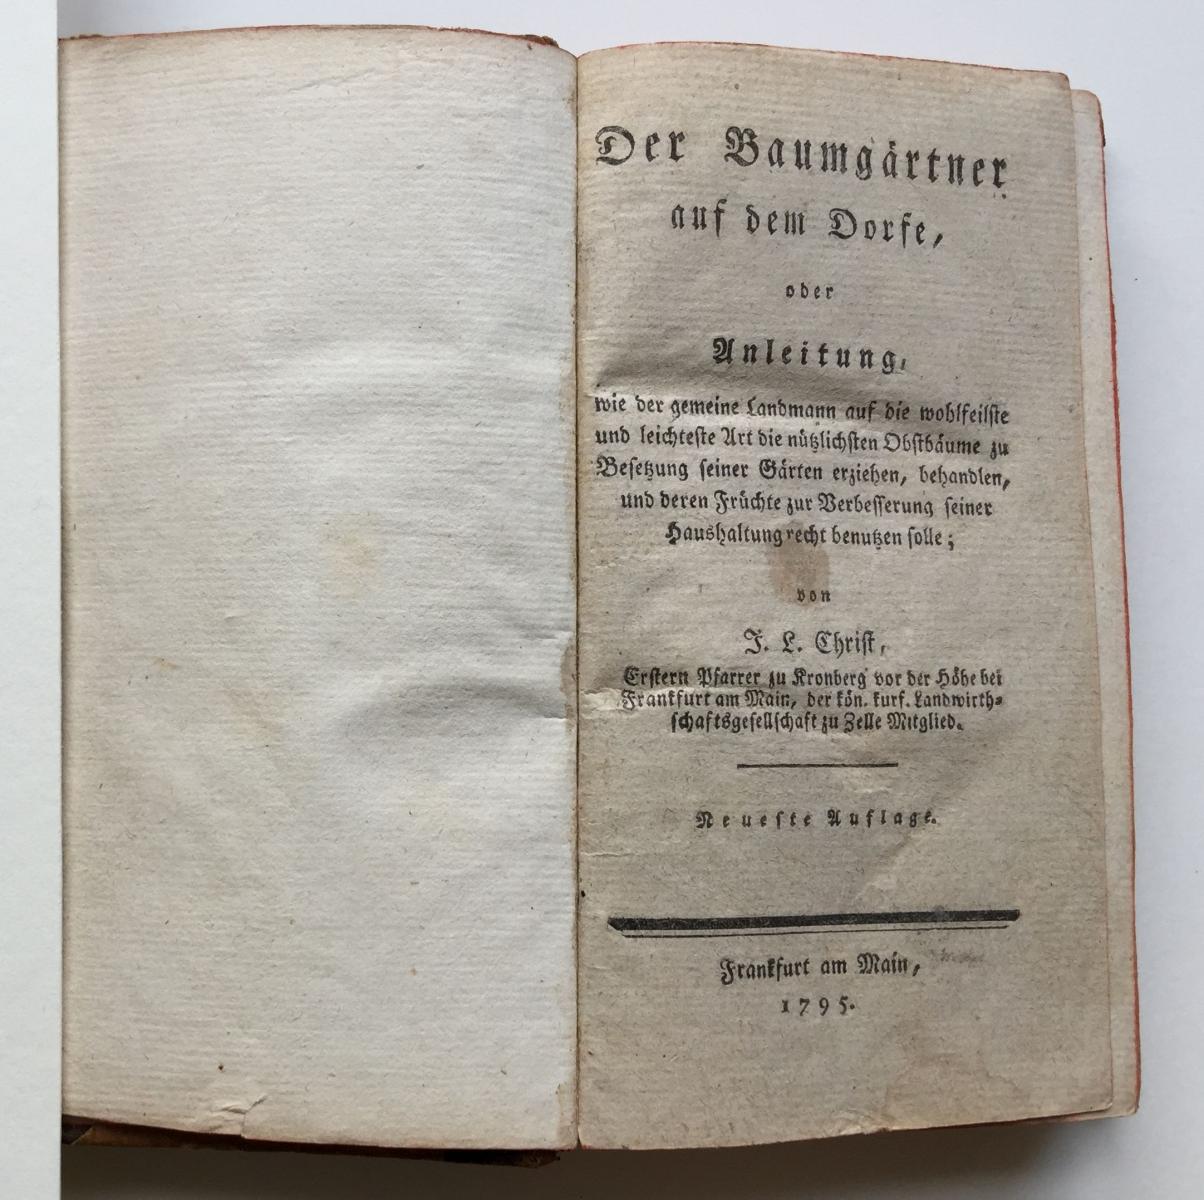 Der Baumgärtner
auf dem Dorfe,
oder
Anleitung,
wie der gemeine Landmann auf die wohlfeilste
und leichteste Art die nützlichsten Obstbäume zu
Besetzung seiner Gärten erziehen, behandlen,
und deren Früchte zur Verbesserung seiner
Haushaltung recht benutzen solle;
von
J. L. Christ,
Erstern Pfarrer zu Kronberg vor der Höhe bei
Frankfurt am Main, der kön. kurf. Landwirth-
schaftsgesellschaft zu Zelle Mitglied.
Neueste Auflage.
Frankfurt am Main,
1795.